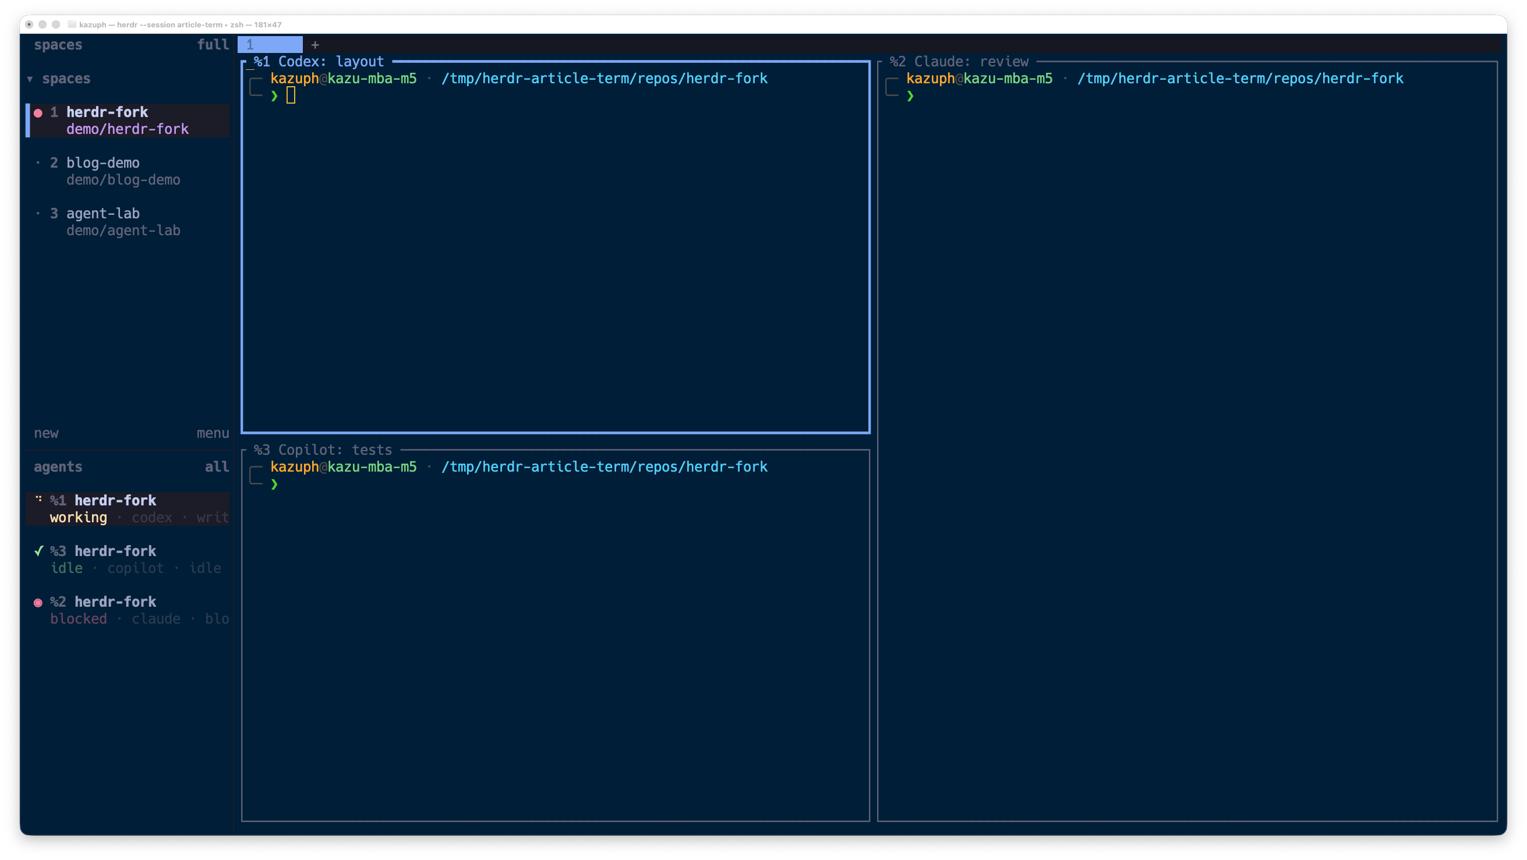 kazuph — herdr --session article-term • zsh — 181×47
spaces full
▾ spaces
● 1 herdr-fork
demo/herdr-fork
· 2 blog-demo
demo/blog-demo
· 3 agent-lab
demo/agent-lab
new menu
agents all
%1 herdr-fork
working · codex · writ
✓ %3 herdr-fork
idle · copilot · idle
◉ %2 herdr-fork
blocked · claude · blo
1 +
%1 Codex: layout
kazuph@kazu-mba-m5 · /tmp/herdr-article-term/repos/herdr-fork
❯
%3 Copilot: tests
kazuph@kazu-mba-m5 · /tmp/herdr-article-term/repos/herdr-fork
❯
%2 Claude: review
kazuph@kazu-mba-m5 · /tmp/herdr-article-term/repos/herdr-fork
❯